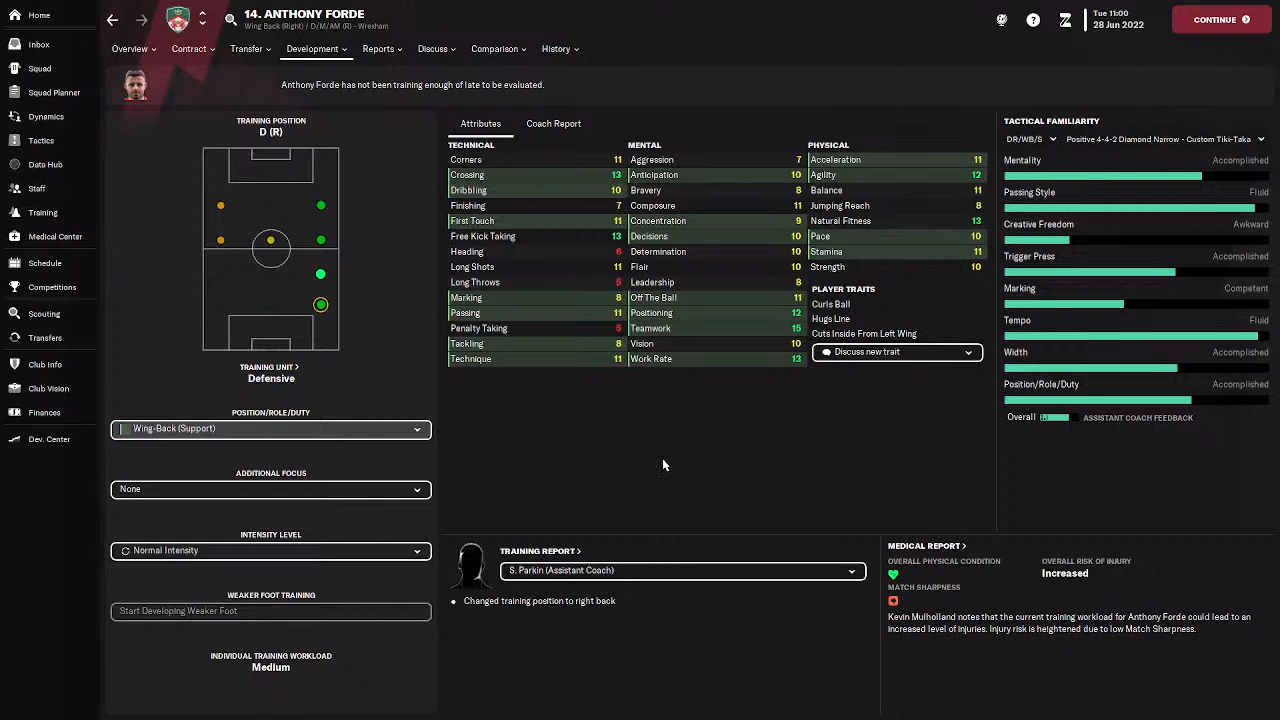 Home
Inbox
Squad
Squad Planner
Dynamics
Tactics
Data Hub
Staff
Training
Medical Center
Schedule
Competitions
Scouting
Transfers
Club Info
Club Vision
Finances
Dev. Center
14. ANTHONY FORDE
Wing Back (Right) / D/M/AM (R) - Wrexham
Tue 11:00
28 Jun 2022
CONTINUE
Overview
Contract
Transfer
Development
Reports
Discuss
Comparison
History
Anthony Forde has not been training enough of late to be evaluated.
TRAINING POSITION
D (R)
TRAINING UNIT >
Defensive
POSITION/ROLE/DUTY
Wing-Back (Support)
ADDITIONAL FOCUS
None
INTENSITY LEVEL
Normal Intensity
WEAKER FOOT TRAINING
Start Developing Weaker Foot
INDIVIDUAL TRAINING WORKLOAD
Medium
Attributes
Coach Report
TECHNICAL
Corners 11
Crossing 13
Dribbling 10
Finishing 7
First Touch 11
Free Kick Taking 13
Heading 6
Long Shots 11
Long Throws 5
Marking 8
Passing 11
Penalty Taking 5
Tackling 8
Technique 11
MENTAL
Aggression 7
Anticipation 10
Bravery 8
Composure 11
Concentration 9
Decisions 10
Determination 10
Flair 10
Leadership 8
Off The Ball 11
Positioning 12
Teamwork 15
Vision 10
Work Rate 13
PHYSICAL
Acceleration 11
Agility 12
Balance 11
Jumping Reach 8
Natural Fitness 13
Pace 10
Stamina 11
Strength 10
PLAYER TRAITS
Curls Ball
Hugs Line
Cuts Inside From Left Wing
Discuss new trait
TACTICAL FAMILIARITY
DR/WB/S
Positive 4-4-2 Diamond Narrow - Custom Tiki-Taka
Mentality Accomplished
Passing Style Fluid
Creative Freedom Awkward
Trigger Press Accomplished
Marking Competent
Tempo Fluid
Width Accomplished
Position/Role/Duty Accomplished
Overall
ASSISTANT COACH FEEDBACK
TRAINING REPORT >
S. Parkin (Assistant Coach)
• Changed training position to right back
MEDICAL REPORT >
OVERALL PHYSICAL CONDITION
OVERALL RISK OF INJURY
Increased
MATCH SHARPNESS
Kevin Mulholland notes that the current training workload for Anthony Forde could lead to an
increased level of injuries. Injury risk is heightened due to low Match Sharpness.